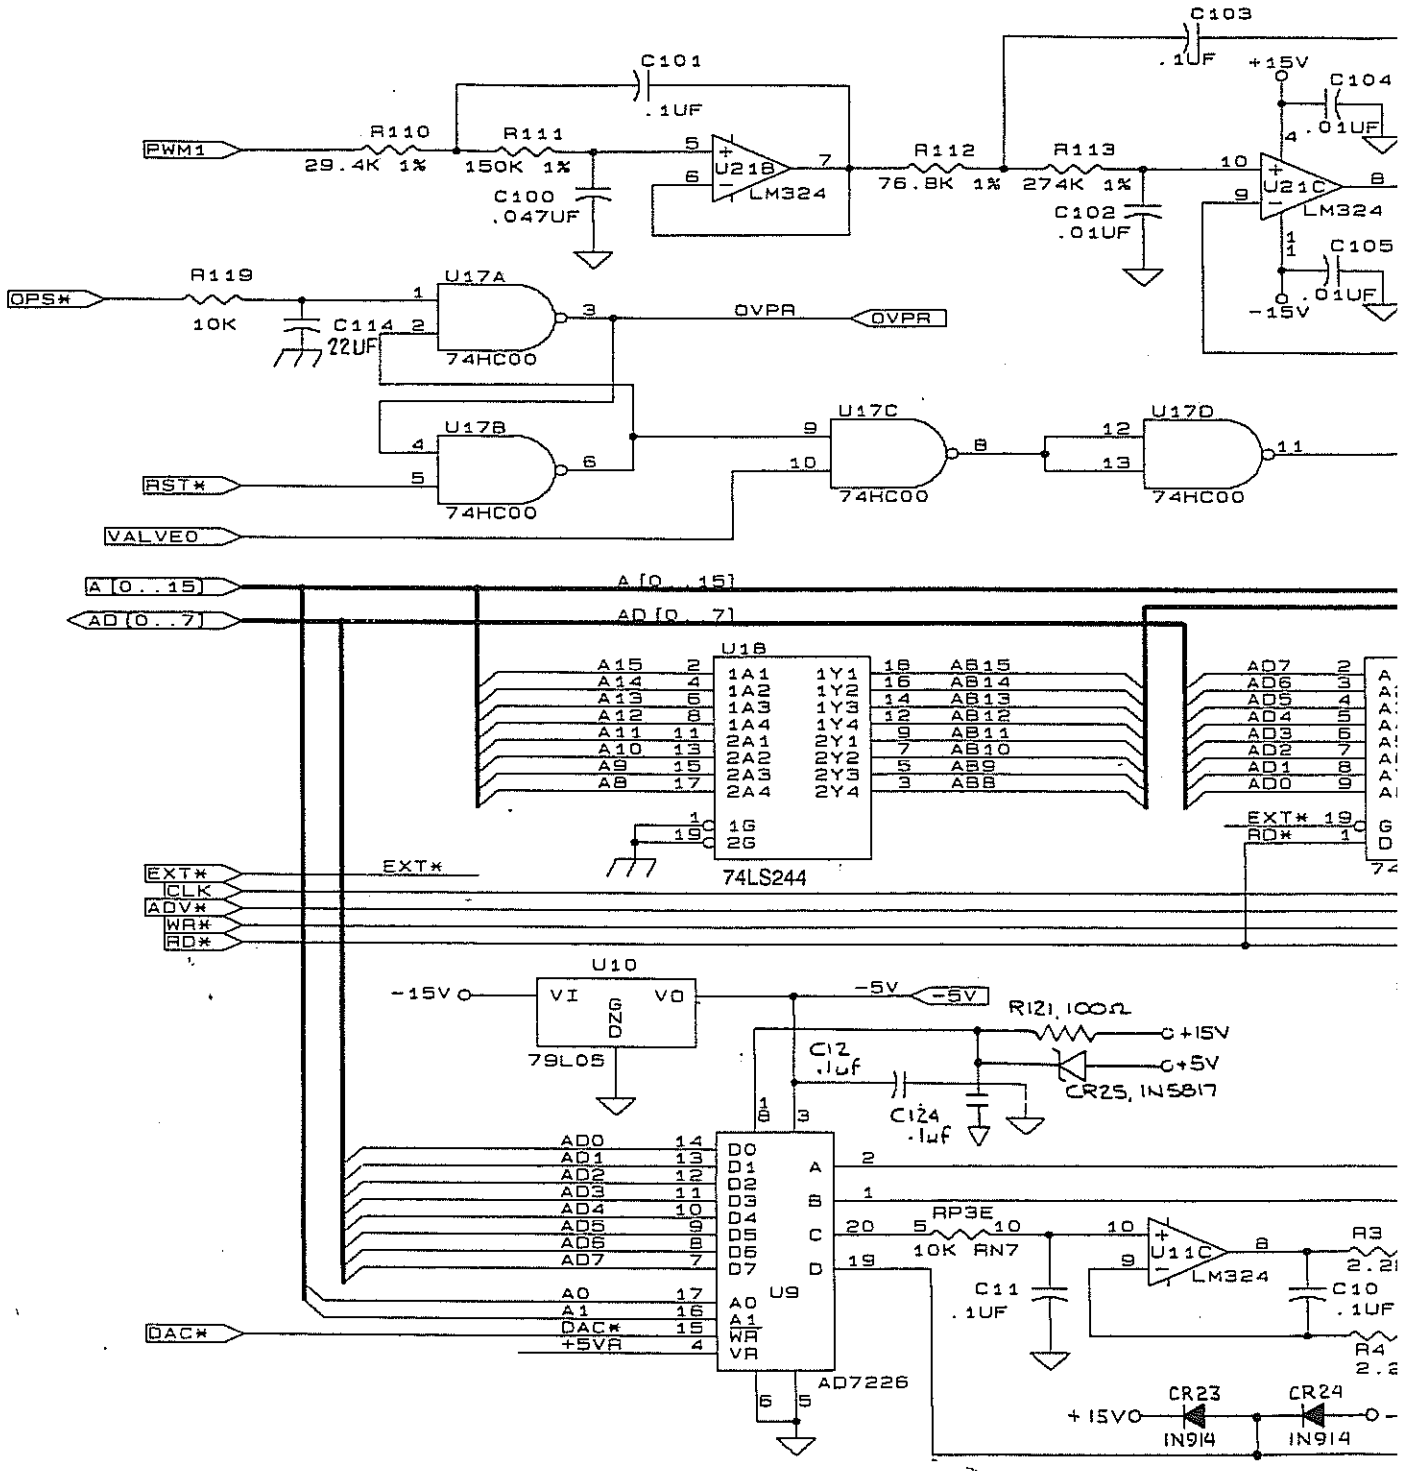 C103
.1UF
C101
.1UF
+15V
C104
.01UF
4
PWM1
R110
29.4K 1%
R111
150K 1%
5
+
6
-
U21B
7
LM324
R112
76.8K 1%
R113
274K 1%
10
+
9
-
U21C
8
LM324
C100
.047UF
C102
.01UF
11
C105
.01UF
-15V
OPS*
R119
10K
C114
22UF
U17A
1
2
3
74HC00
OVPR
OVPR
U17B
4
5
6
74HC00
RST*
U17C
9
10
8
74HC00
U17D
12
13
11
74HC00
VALVE0
A[0..15]
A[0..15]
AD[0..7]
AD[0..7]
U18
A15 2 1A1 1Y1 18 AB15
A14 4 1A2 1Y2 16 AB14
A13 6 1A3 1Y3 14 AB13
A12 8 1A4 1Y4 12 AB12
A11 11 2A1 2Y1 9 AB11
A10 13 2A2 2Y2 7 AB10
A9 15 2A3 2Y3 5 AB9
A8 17 2A4 2Y4 3 AB8
1 1G
19 2G
74LS244
AD7 2 A
AD6 3 A
AD5 4 A
AD4 5 A
AD3 6 A
AD2 7 A
AD1 8 A
AD0 9 A
EXT* 19 G
RD* 1 D
74
EXT*
EXT*
CLK
ADV*
WR*
RD*
U10
-15V
VI
GND
VO
79L05
-5V
-5V
R121, 100Ω
+15V
+5V
CR25, IN5817
C12
.1uf
C124
.1uf
18
3
AD0 14 D0
AD1 13 D1
AD2 12 D2
AD3 11 D3
AD4 10 D4
AD5 9 D5
AD6 8 D6
AD7 7 D7
A0 17 A0
A1 16 A1
DAC*
DAC* 15 WR
+5VR 4 VR
A 2
B 1
C 20
D 19
U9
AD7226
6
5
5
RP3E
10
10K RN7
C11
.1UF
10
+
9
-
U11C
8
LM324
R3
2.2
C10
.1UF
R4
2.2
+15V
CR23
IN914
CR24
IN914
-